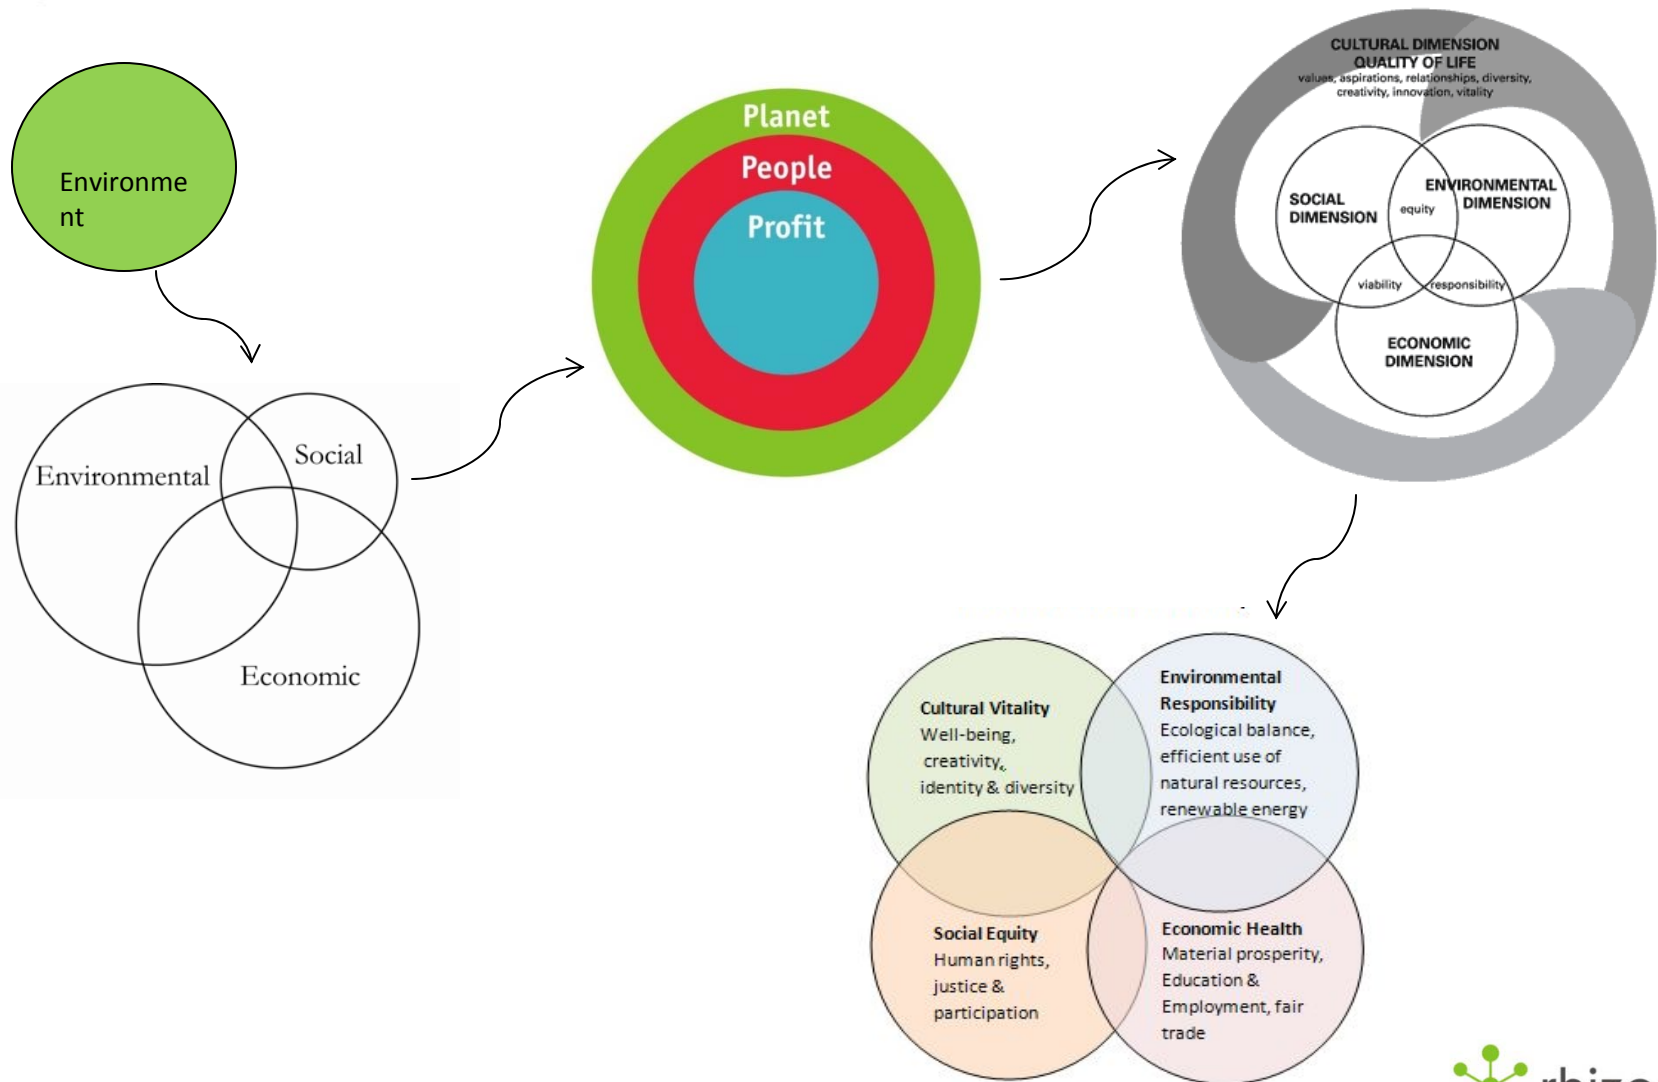 Environme
nt
Environmental
Social
Economic
Planet
People
Profit
CULTURAL DIMENSION
QUALITY OF LIFE
values, aspirations, relationships, diversity,
creativity, innovation, vitality
SOCIAL
DIMENSION
equity
ENVIRONMENTAL
DIMENSION
viability
responsibility
ECONOMIC
DIMENSION
Cultural Vitality
Well-being,
creativity,
identity & diversity
Environmental
Responsibility
Ecological balance,
efficient use of
natural resources,
renewable energy
Social Equity
Human rights,
justice &
participation
Economic Health
Material prosperity,
Education &
Employment, fair
trade